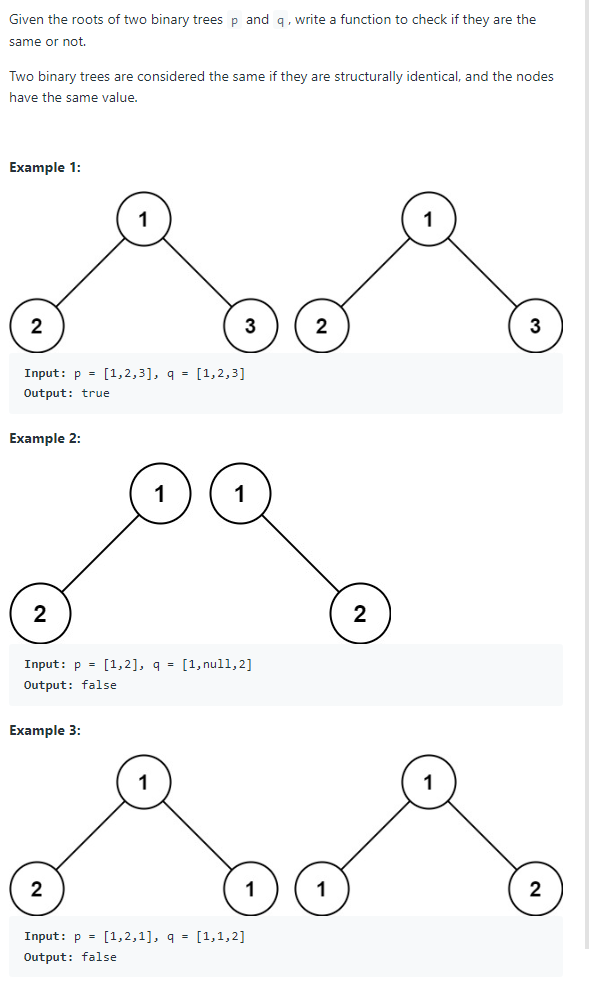 Given the roots of two binary trees p and q, write a function to check if they are the
same or not.
Two binary trees are considered the same if they are structurally identical, and the nodes
have the same value.
Example 1:
1 1
2 3 2 3
Input: p = [1,2,3], q = [1,2,3]
Output: true
Example 2:
1 1
2 2
Input: p = [1,2], q = [1,null,2]
Output: false
Example 3:
1 1
2 1 1 2
Input: p = [1,2,1], q = [1,1,2]
Output: false